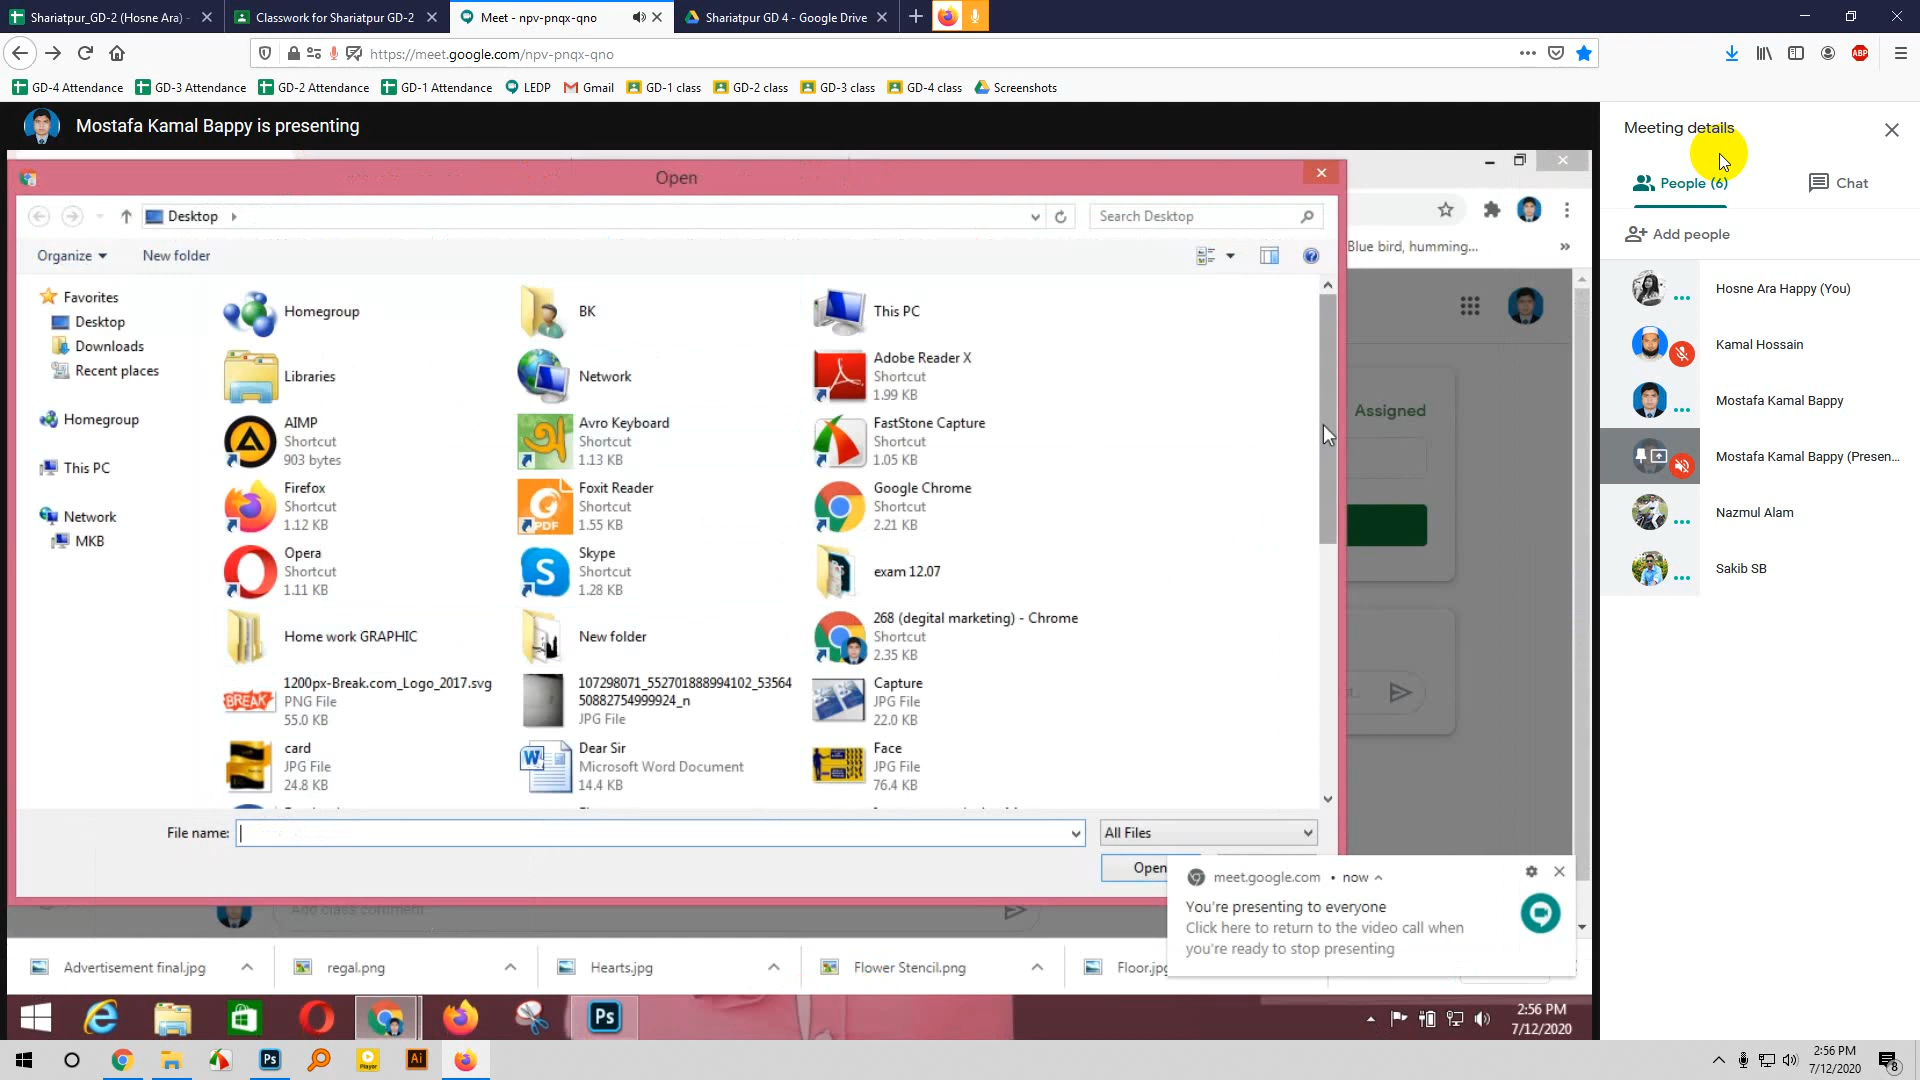 Shariatpur_GD-2 (Hosne Ara) -
Classwork for Shariatpur GD-2
Meet - npv-pnqx-qno
Shariatpur GD 4 - Google Drive
https://meet.google.com/npv-pnqx-qno
ABP
GD-4 Attendance
GD-3 Attendance
GD-2 Attendance
GD-1 Attendance
LEDP
Gmail
GD-1 class
GD-2 class
GD-3 class
GD-4 class
Screenshots
Mostafa Kamal Bappy is presenting
Meeting details
People (6)
Chat
Add people
Hosne Ara Happy (You)
Kamal Hossain
Mostafa Kamal Bappy
Mostafa Kamal Bappy (Presen...
Nazmul Alam
Sakib SB
Open
Desktop
Search Desktop
Blue bird, humming...
Organize
New folder
Favorites
Desktop
Downloads
Recent places
Homegroup
This PC
Network
MKB
Homegroup
BK
This PC
Libraries
Network
Adobe Reader X
Shortcut
1.99 KB
AIMP
Shortcut
903 bytes
Avro Keyboard
Shortcut
1.13 KB
FastStone Capture
Shortcut
1.05 KB
Firefox
Shortcut
1.12 KB
PDF
Foxit Reader
Shortcut
1.55 KB
Google Chrome
Shortcut
2.21 KB
Opera
Shortcut
1.11 KB
Skype
Shortcut
1.28 KB
exam 12.07
Home work GRAPHIC
New folder
268 (degital marketing) - Chrome
Shortcut
2.35 KB
BREAK
1200px-Break.com_Logo_2017.svg
PNG File
55.0 KB
107298071_552701888994102_53564
50882754999924_n
JPG File
Capture
JPG File
22.0 KB
card
JPG File
24.8 KB
Dear Sir
Microsoft Word Document
14.4 KB
Face
JPG File
76.4 KB
Assigned
File name:
All Files
Open
Add class comment...
meet.google.com • now
You're presenting to everyone
Click here to return to the video call when
you're ready to stop presenting
Advertisement final.jpg
regal.png
Hearts.jpg
Flower Stencil.png
Floor.jpg
Ps
2:56 PM
7/12/2020
Ps
Player
Ai
2:56 PM
7/12/2020
8